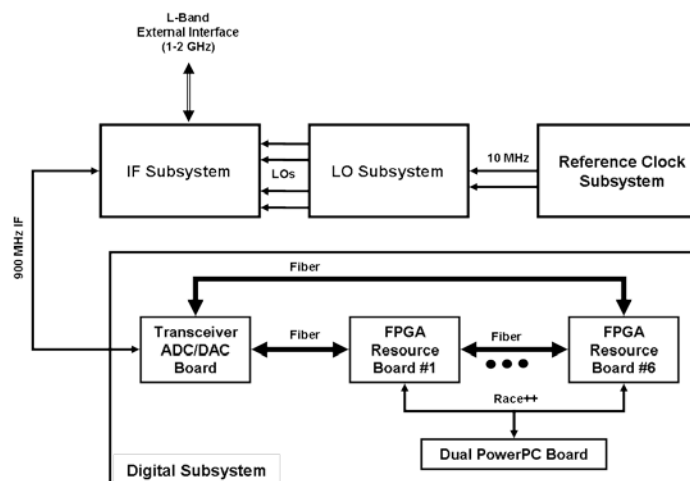 L-Band
External Interface
(1-2 GHz)
IF Subsystem
LOs
LO Subsystem
10 MHz
Reference Clock
Subsystem
900 MHz IF
Fiber
Transceiver
ADC/DAC
Board
Fiber
FPGA
Resource
Board #1
Fiber
FPGA
Resource
Board #6
Race++
Dual PowerPC Board
Digital Subsystem